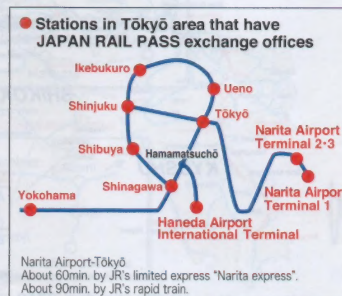 Stations in Tōkyō area that have
JAPAN RAIL PASS exchange offices
Ikebukuro
Ueno
Shinjuku
Tōkyō
Narita Airport
Terminal 2·3
Shibuya
Hamamatsuchō
Narita Airport
Terminal 1
Yokohama
Shinagawa
Haneda Airport
International Terminal
Narita Airport-Tōkyō
About 60min. by JR's limited express "Narita express".
About 90min. by JR's rapid train.